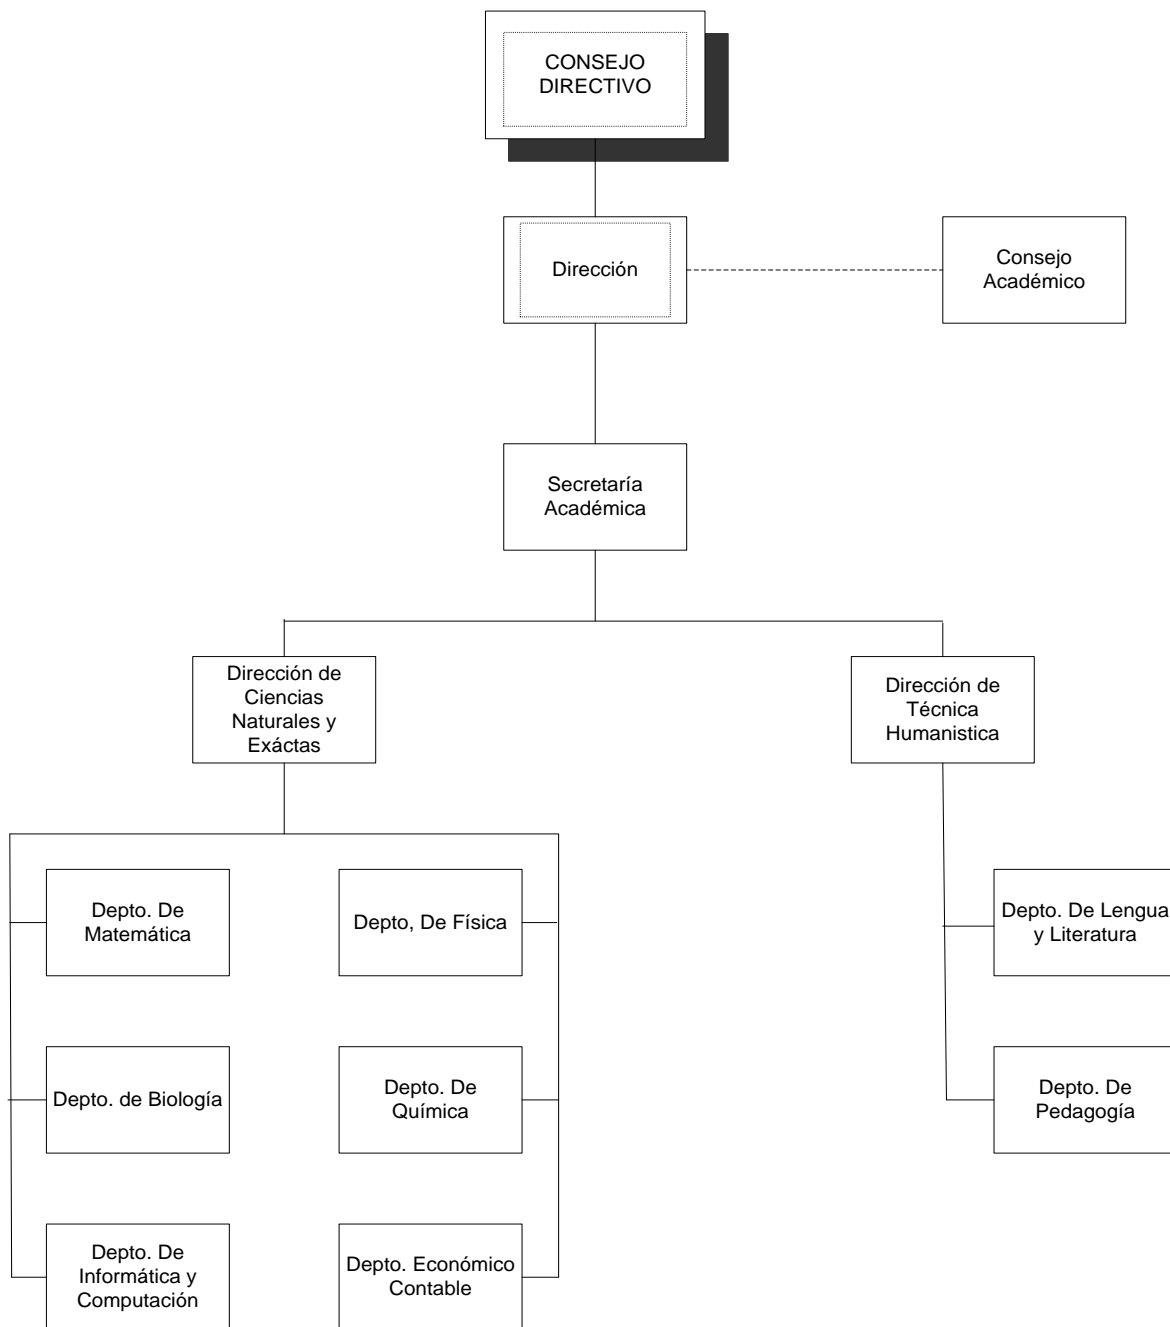 CONSEJO
DIRECTIVO
Dirección
Consejo
Académico
Secretaría
Académica
Dirección de
Ciencias
Naturales y
Exáctas
Dirección de
Técnica
Humanistica
Depto. De
Matemática
Depto, De Física
Depto. De Lengua
y Literatura
Depto. de Biología
Depto. De
Química
Depto. De
Pedagogía
Depto. De
Informática y
Computación
Depto. Económico
Contable